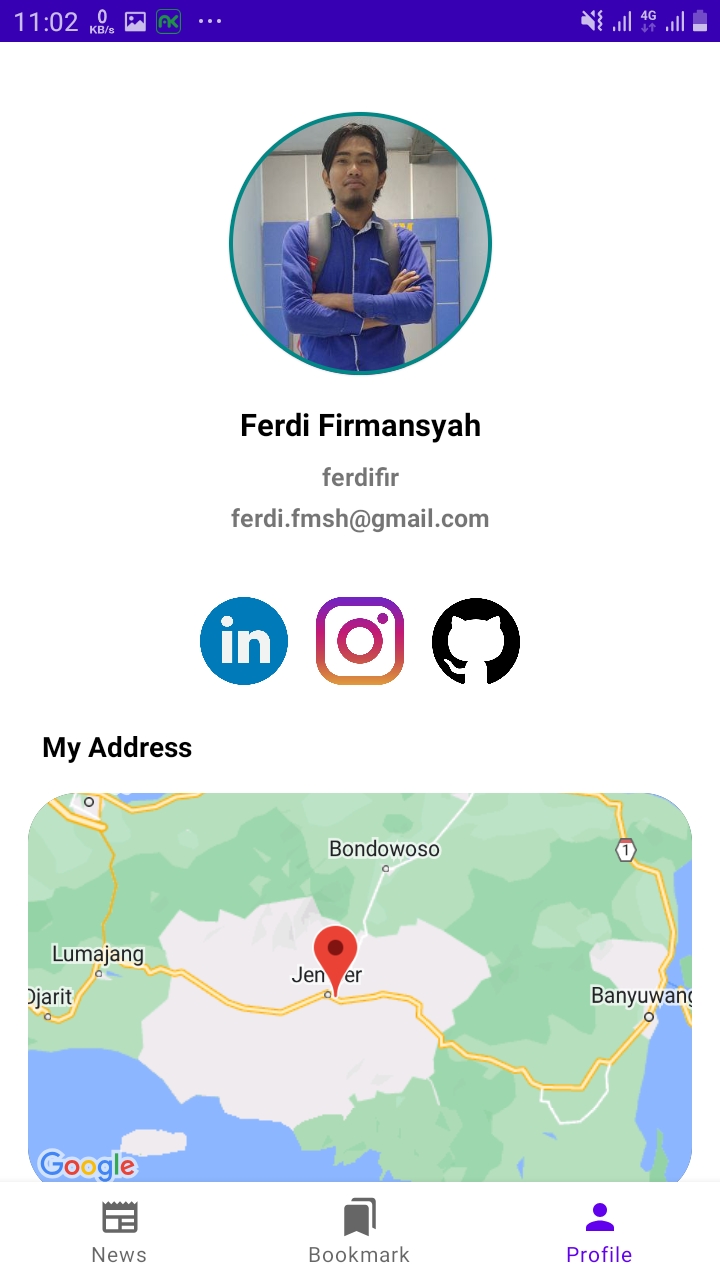 11:02 0 KB/s 4G
Ferdi Firmansyah
ferdifir
ferdi.fmsh@gmail.com
in
My Address
Bondowoso
1
Lumajang
Jember
Djarit
Banyuwang
Google
News Bookmark Profile